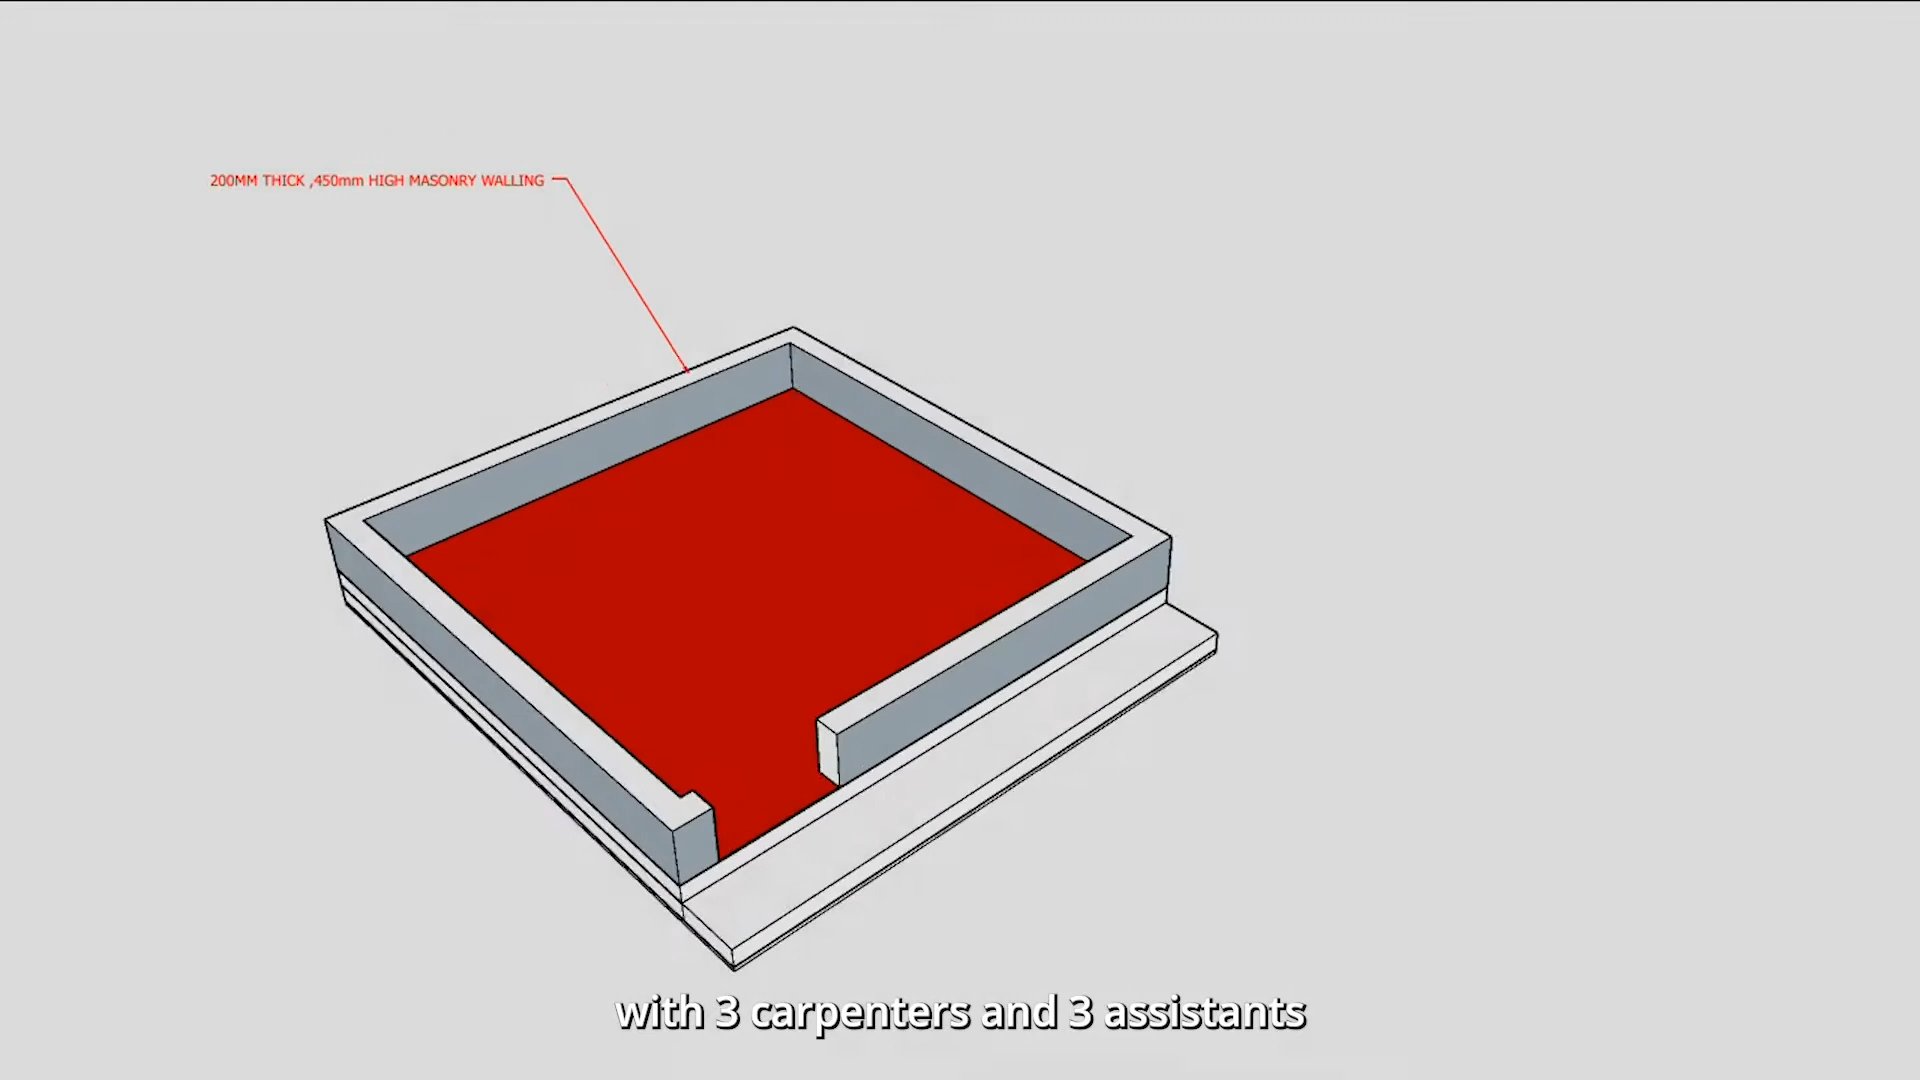 200MM THICK ,450mm HIGH MASONRY WALLING
with 3 carpenters and 3 assistants